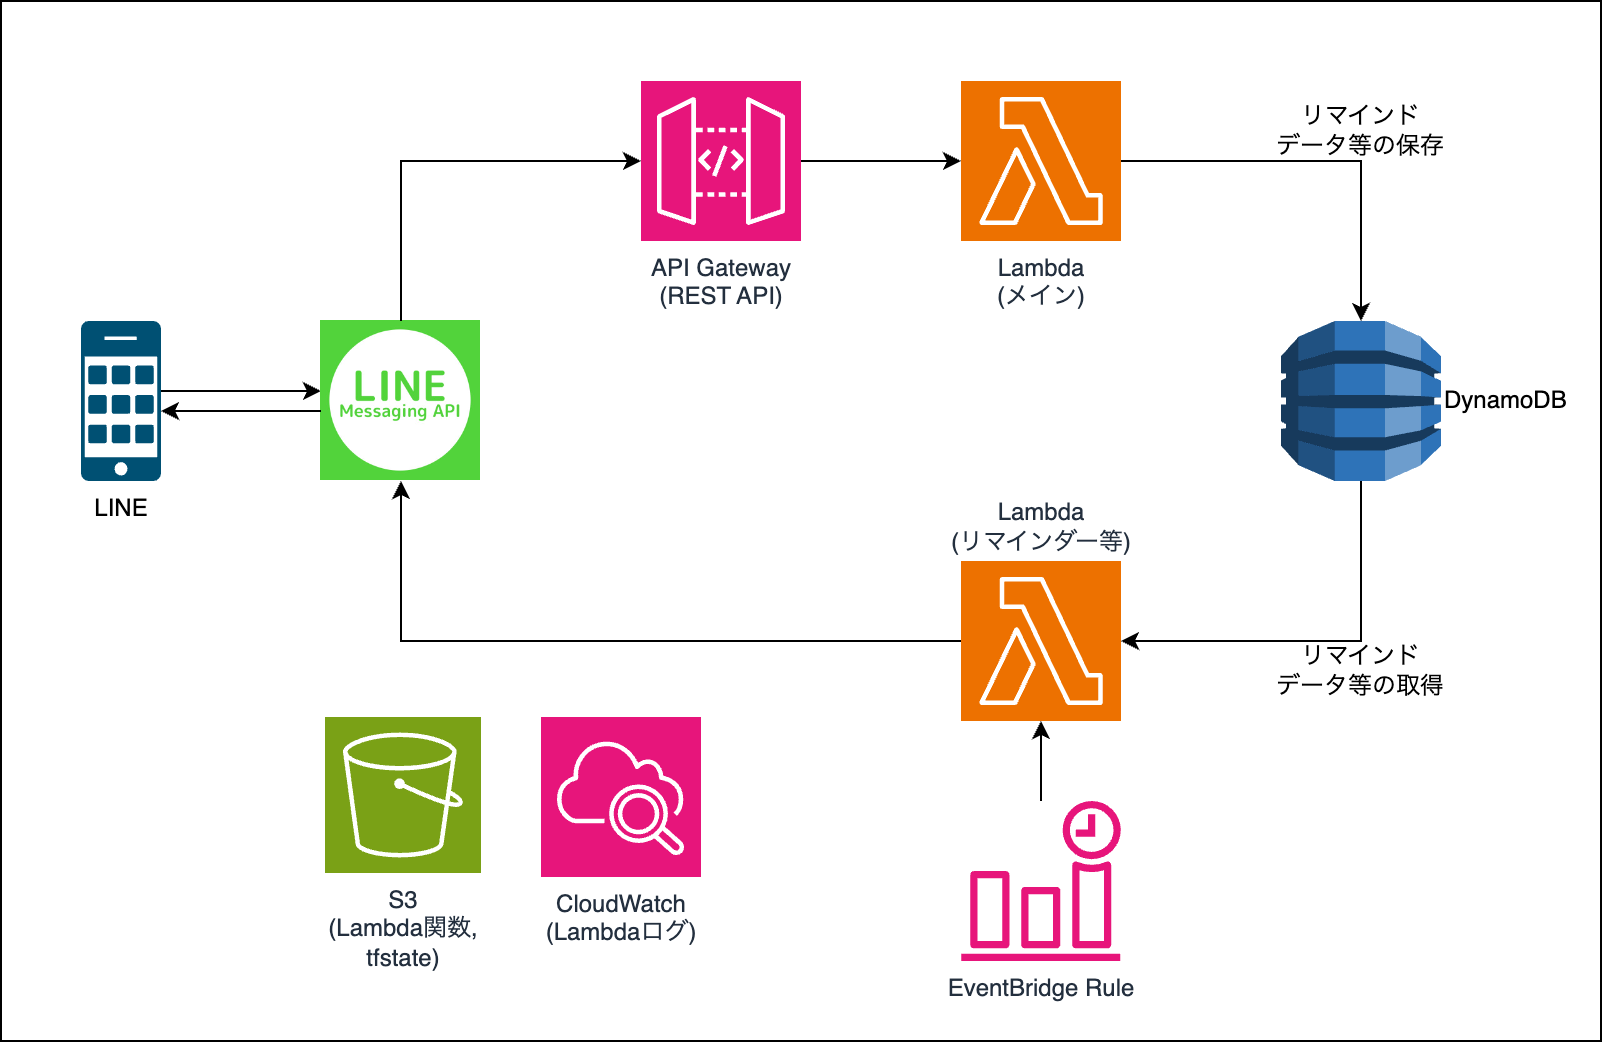 リマインド
データ等の保存
</>
API Gateway
(REST API)
Lambda
(メイン)
LINE
Messaging API
DynamoDB
LINE
Lambda
(リマインダー等)
リマインド
データ等の取得
S3
(Lambda関数,
tfstate)
CloudWatch
(Lambdaログ)
EventBridge Rule